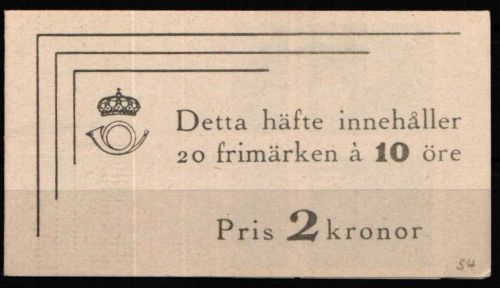 Detta häfte innehåller
20 frimärken à 10 öre
Pris 2 kronor
54